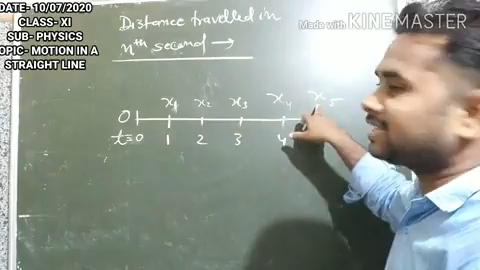 DATE- 10/07/2020
CLASS- XI
SUB- PHYSICS
OPIC- MOTION IN A
STRAIGHT LINE
Made with KINEMASTER
Distance travelled in
nth second →
x1 x2 x3 x4 x5
0
t=0 1 2 3 4